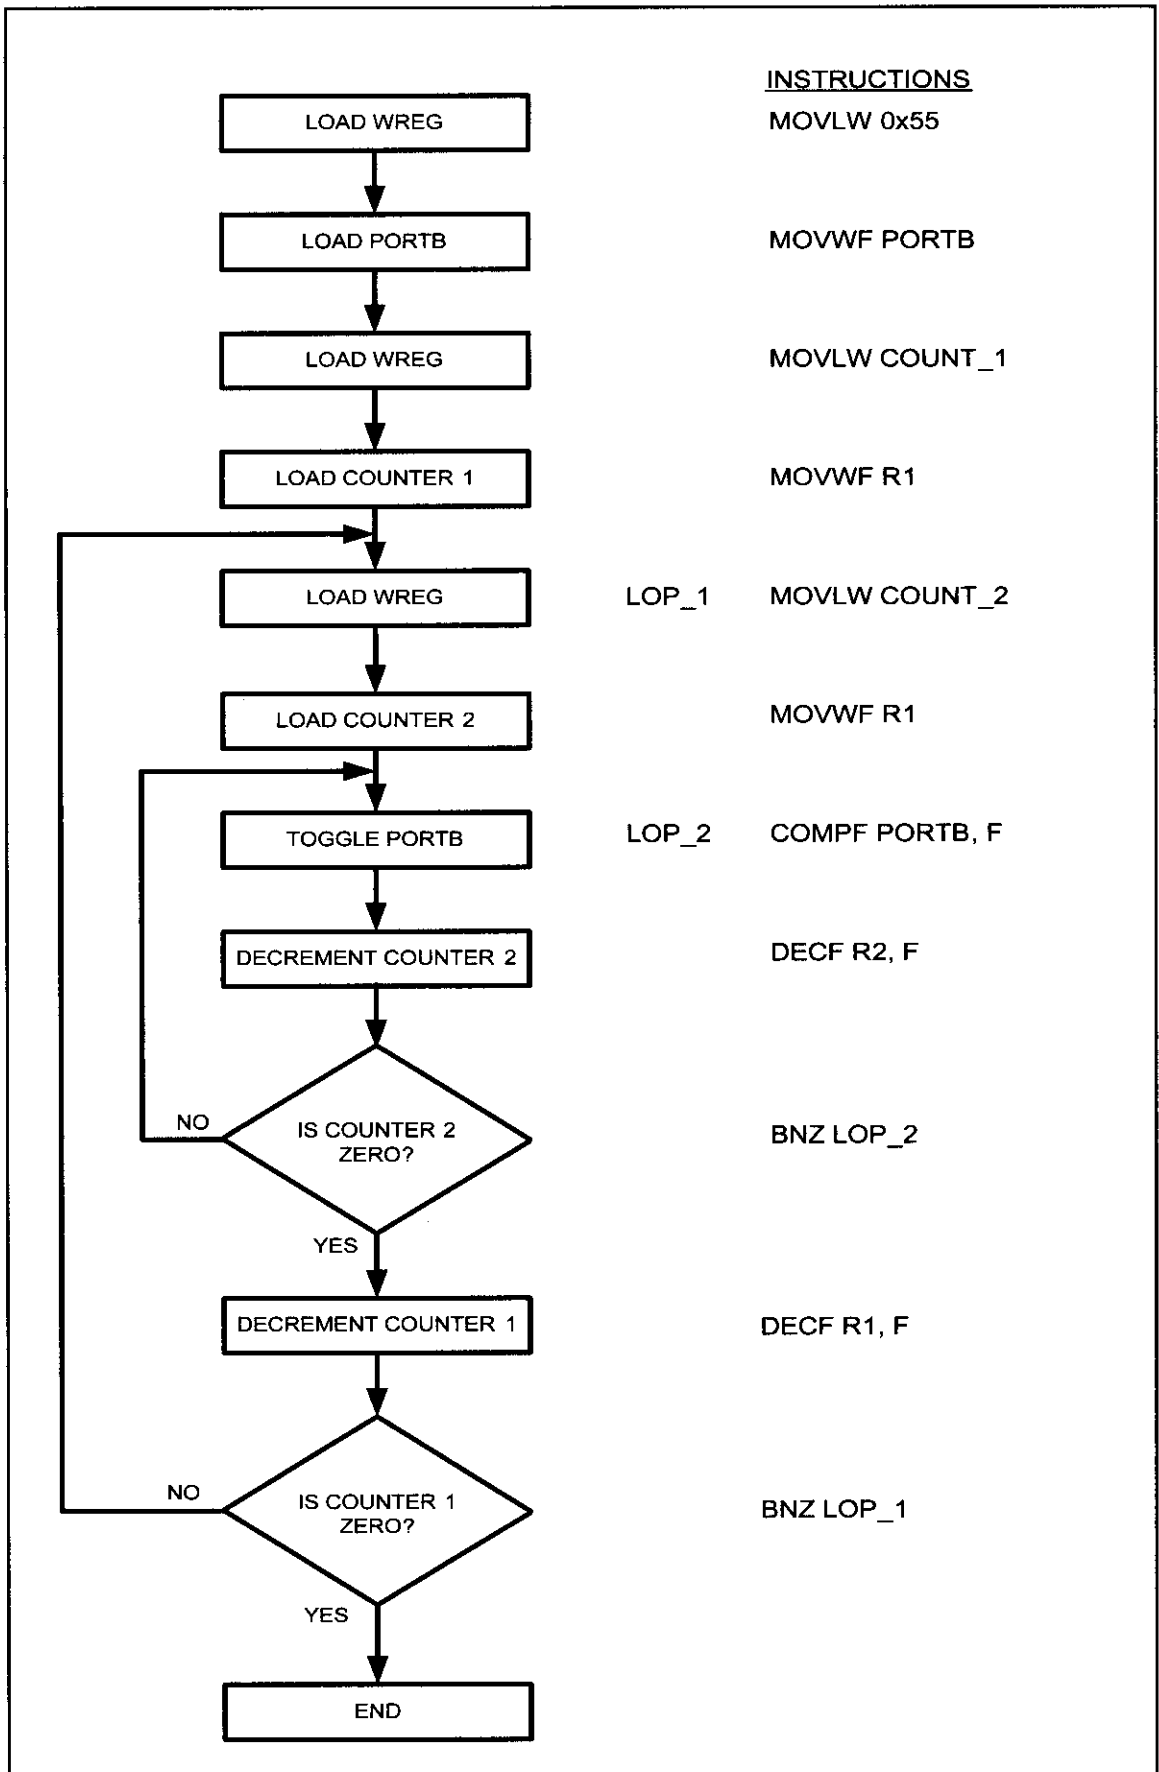 INSTRUCTIONS
LOAD WREG MOVLW 0x55
LOAD PORTB MOVWF PORTB
LOAD WREG MOVLW COUNT_1
LOAD COUNTER 1 MOVWF R1
LOAD WREG LOP_1 MOVLW COUNT_2
LOAD COUNTER 2 MOVWF R1
TOGGLE PORTB LOP_2 COMPF PORTB, F
DECREMENT COUNTER 2 DECF R2, F
NO
IS COUNTER 2 BNZ LOP_2
ZERO?
YES
DECREMENT COUNTER 1 DECF R1, F
NO
IS COUNTER 1 BNZ LOP_1
ZERO?
YES
END